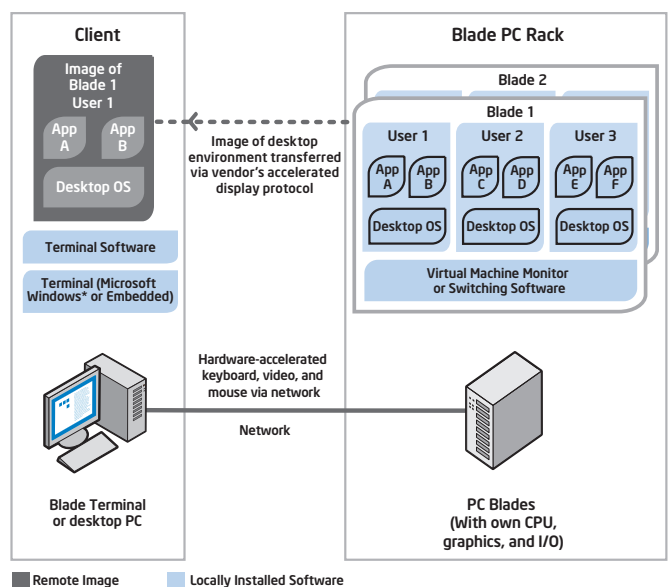 Client
Image of
Blade 1
User 1
App
A
App
B
Desktop OS
Terminal Software
Terminal (Microsoft
Windows* or Embedded)
Blade Terminal
or desktop PC
Image of desktop
environment transferred
via vendor's accelerated
display protocol
Hardware-accelerated
keyboard, video, and
mouse via network
Network
Blade PC Rack
Blade 2
Blade 1
User 1
User 2
User 3
App
A
App
B
App
C
App
D
App
E
App
F
Desktop OS
Desktop OS
Desktop OS
Virtual Machine Monitor
or Switching Software
PC Blades
(With own CPU,
graphics, and I/O)
Remote Image
Locally Installed Software